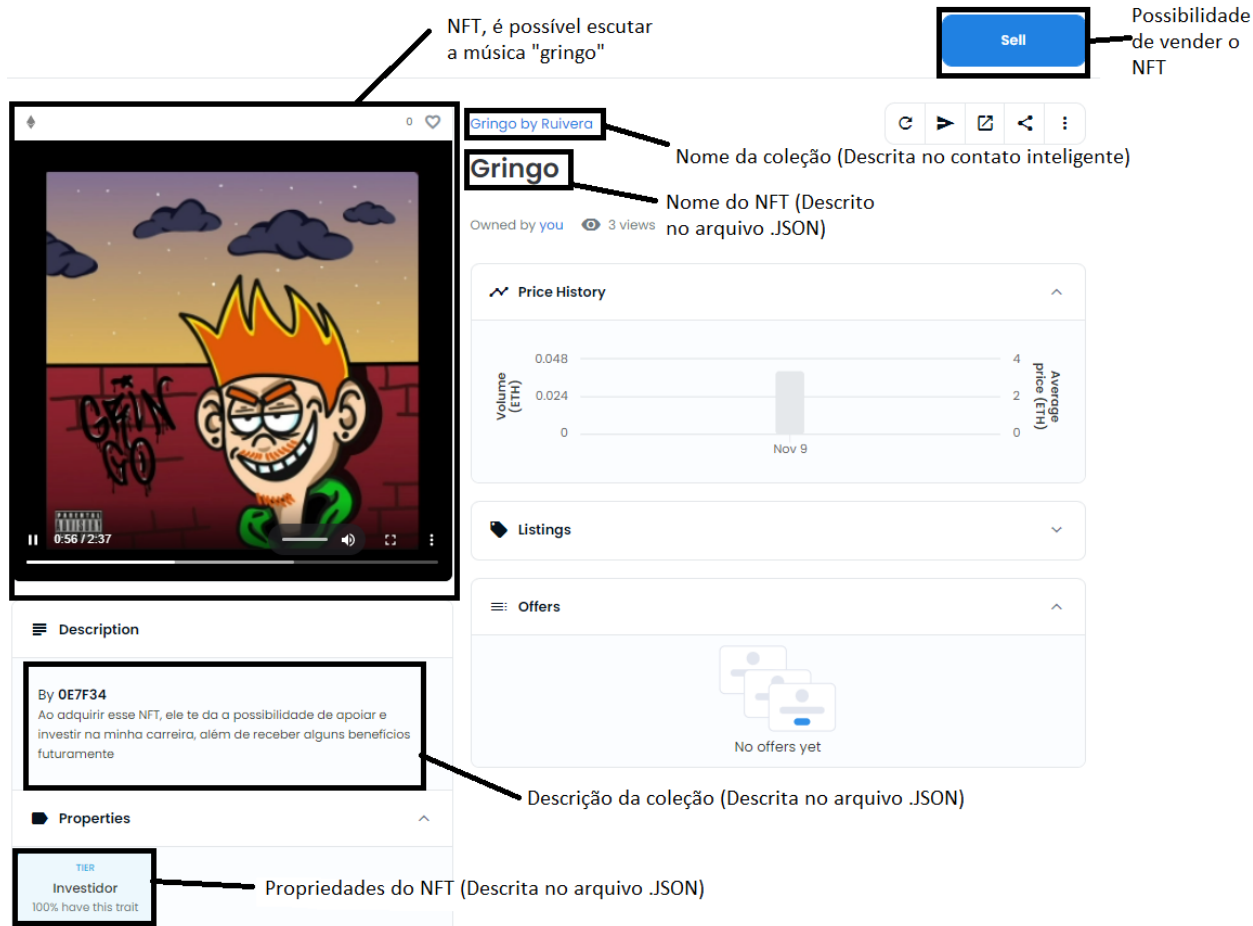 NFT, é possível escutar
a música "gringo"
Sell
Possibilidade
de vender o
NFT
0
Gringo by Ruivera
Nome da coleção (Descrita no contato inteligente)
Gringo
Nome do NFT (Descrito
no arquivo .JSON)
Owned by you
3 views
GRIN
GO
PARENTAL
ADVISORY
0:56 / 2:37
Price History
Volume
(ETH)
0.048
0.024
0
4
2
0
Average
price (ETH)
Nov 9
Listings
Offers
No offers yet
Description
By 0E7F34
Ao adquirir esse NFT, ele te da a possibilidade de apoiar e
investir na minha carreira, além de receber alguns benefícios
futuramente
Descrição da coleção (Descrita no arquivo .JSON)
Properties
TIER
Investidor
100% have this trait
Propriedades do NFT (Descrita no arquivo .JSON)